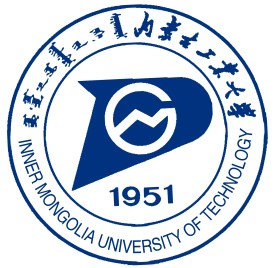 内蒙古工业大学
1951
INNER MONGOLIA UNIVERSITY OF TECHNOLOGY